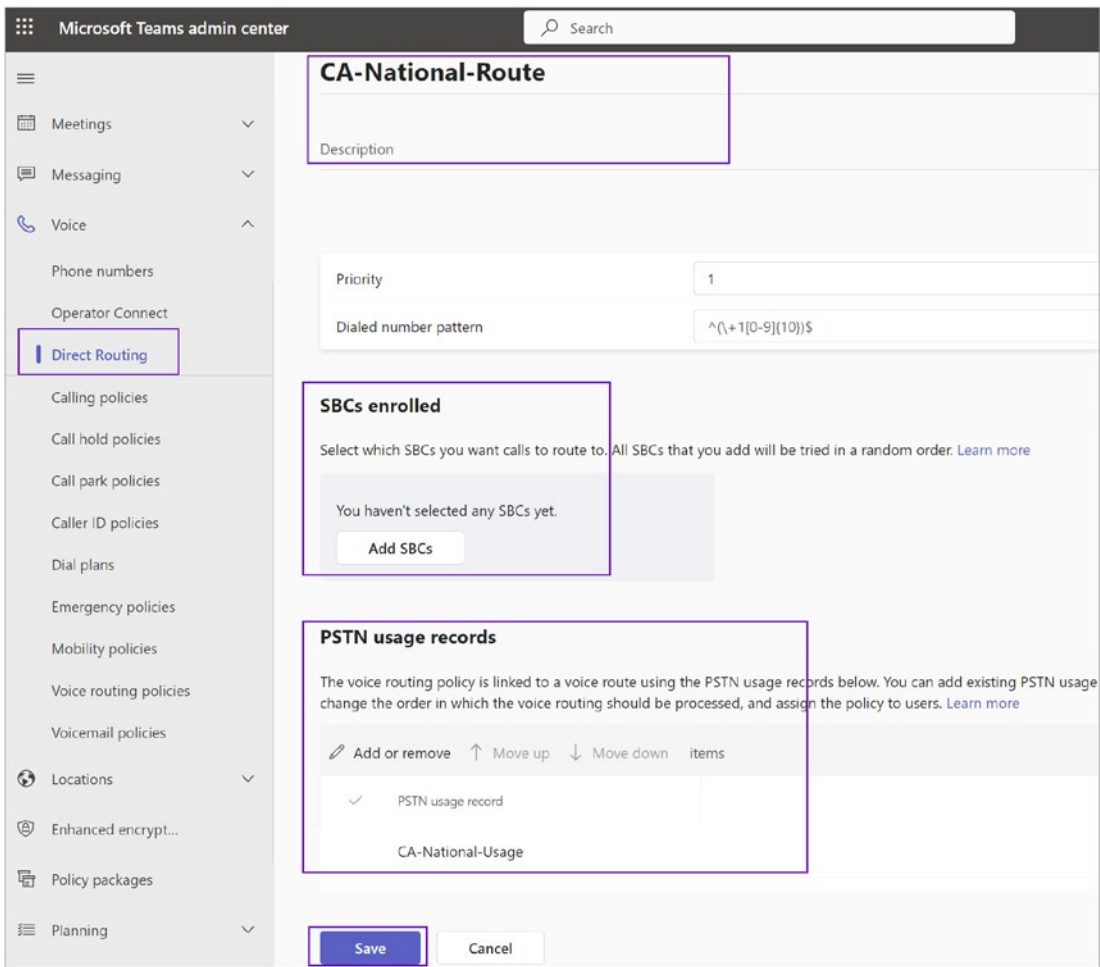 Microsoft Teams admin center
Search
Meetings
Messaging
Voice
Phone numbers
Operator Connect
Direct Routing
Calling policies
Call hold policies
Call park policies
Caller ID policies
Dial plans
Emergency policies
Mobility policies
Voice routing policies
Voicemail policies
Locations
Enhanced encrypt...
Policy packages
Planning
CA-National-Route
Description
Priority 1
Dialed number pattern ^(\+1[0-9]{10})$
SBCs enrolled
Select which SBCs you want calls to route to. All SBCs that you add will be tried in a random order. Learn more
You haven't selected any SBCs yet.
Add SBCs
PSTN usage records
The voice routing policy is linked to a voice route using the PSTN usage records below. You can add existing PSTN usage
change the order in which the voice routing should be processed, and assign the policy to users. Learn more
Add or remove Move up Move down items
PSTN usage record
CA-National-Usage
Save Cancel